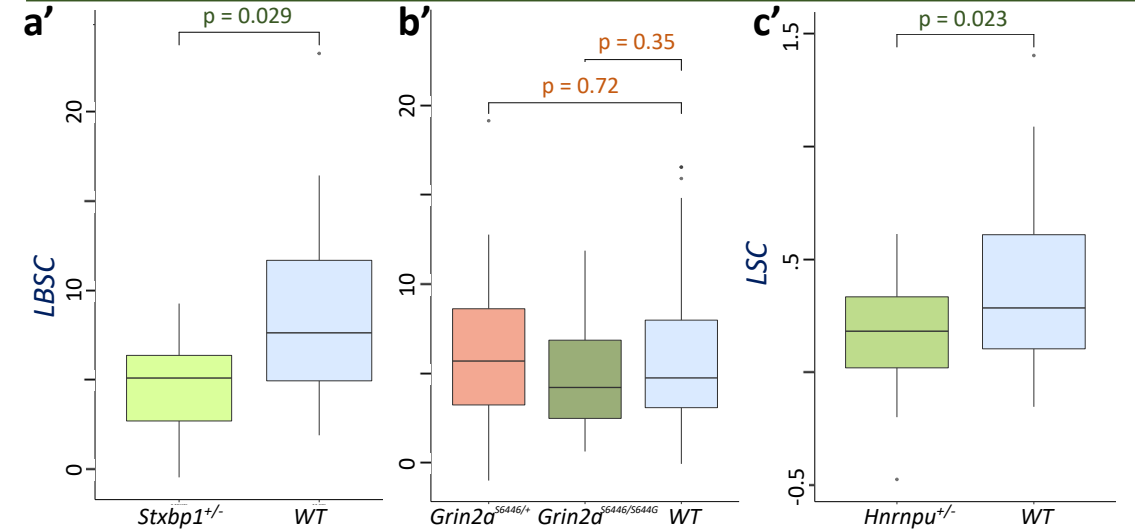 a’
p = 0.029
LBSC
20
10
0
Stxbp1+/-
WT
b’
p = 0.35
p = 0.72
20
10
0
Grin2aS6446/+
Grin2aS6446/S644G
WT
c’
p = 0.023
LSC
1.5
.5
-0.5
Hnrnpu+/-
WT